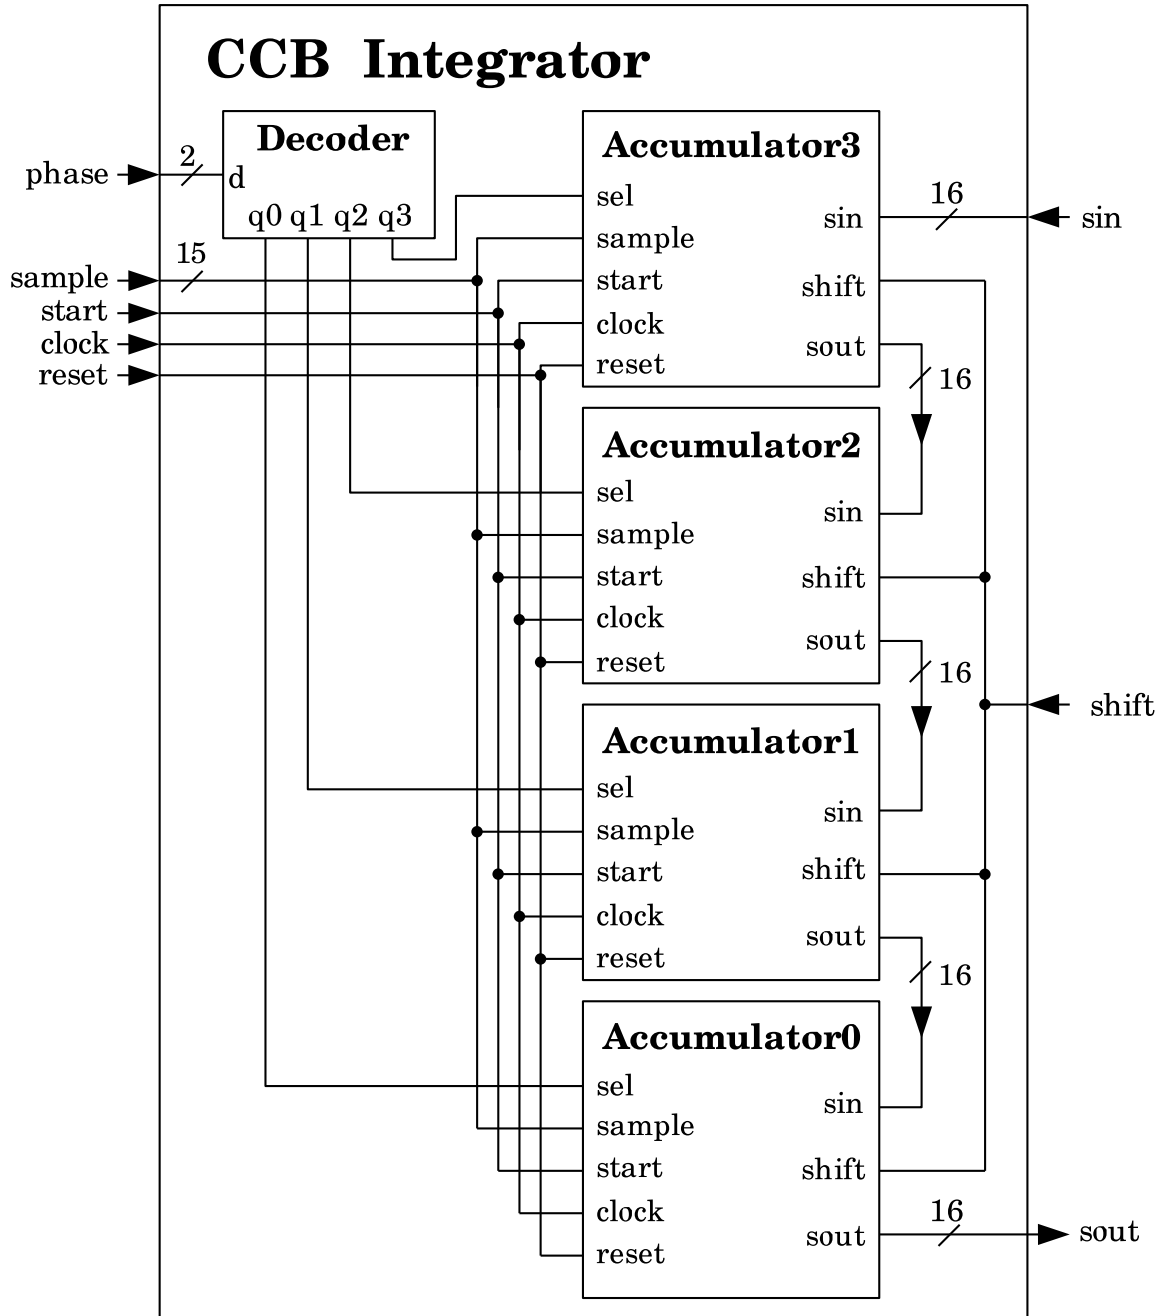 CCB Integrator
Decoder
phase
2
d
q0 q1 q2 q3
sample
15
start
clock
reset
Accumulator3
sel
sample
start
clock
reset
sin
shift
sout
16
sin
16
Accumulator2
sel
sample
start
clock
reset
sin
shift
sout
16
shift
Accumulator1
sel
sample
start
clock
reset
sin
shift
sout
16
Accumulator0
sel
sample
start
clock
reset
sin
shift
sout
16
sout